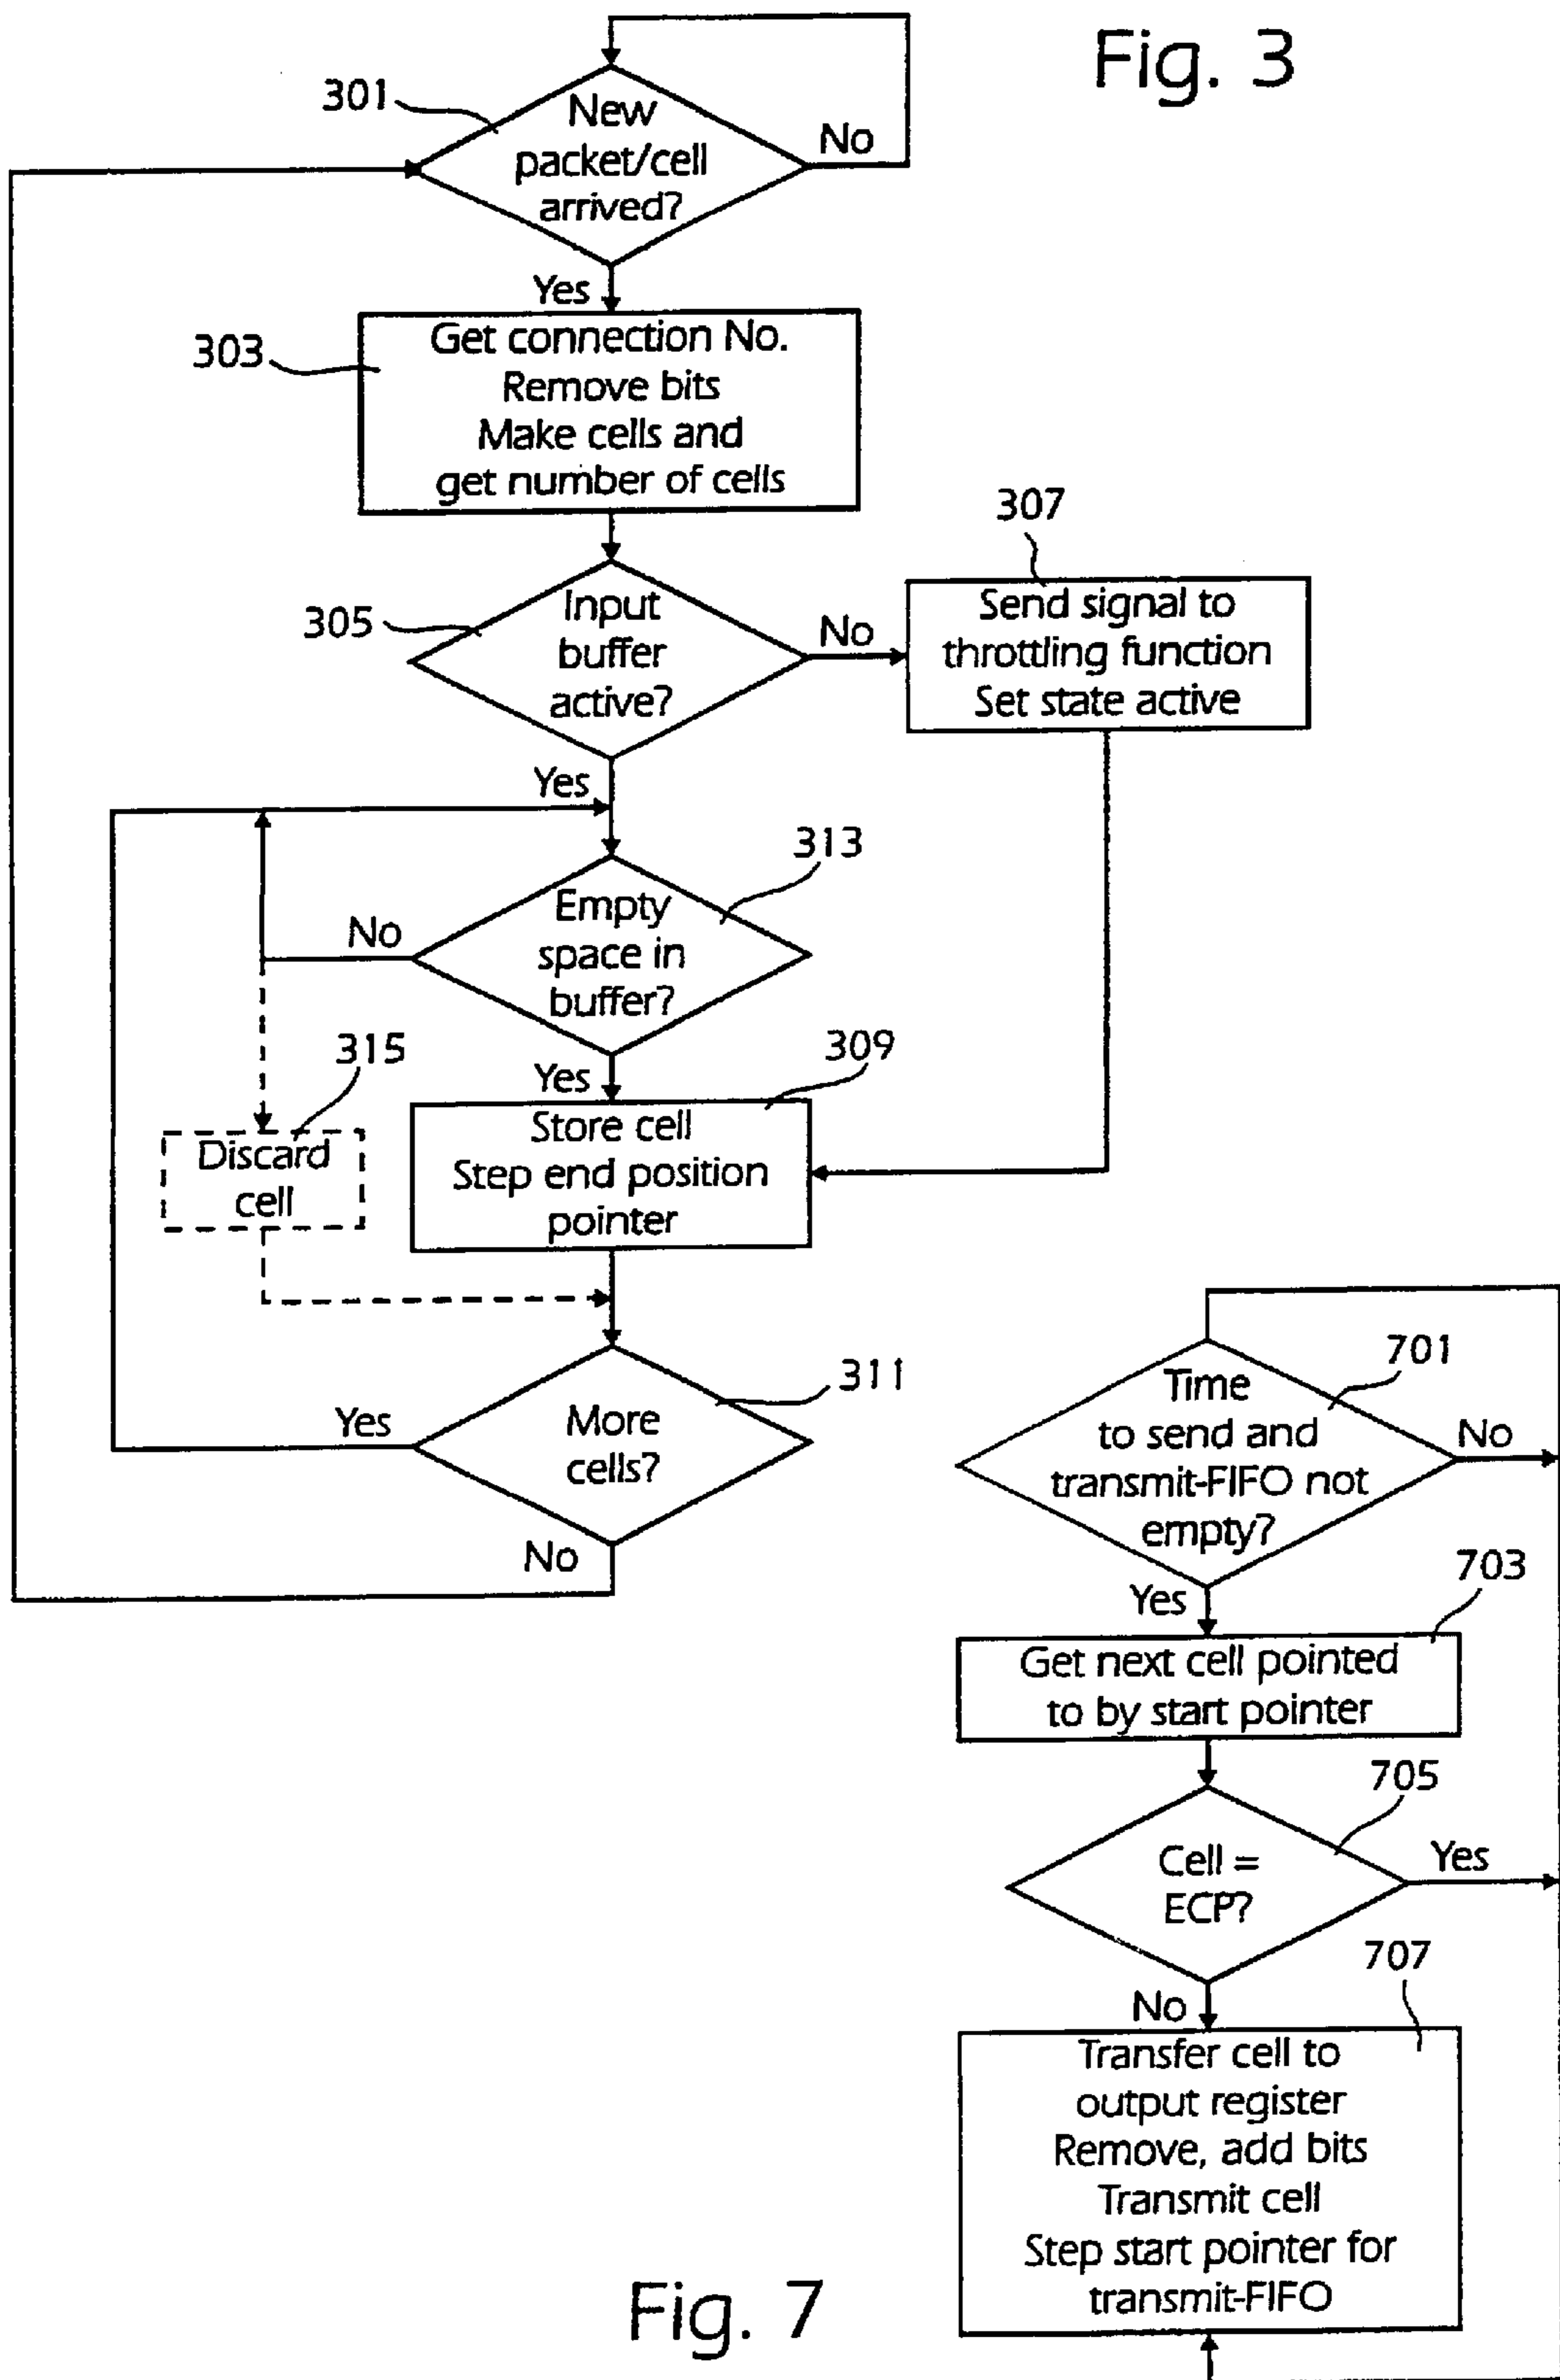 Fig. 3
301
New
packet/cell
arrived?
No
Yes
303
Get connection No.
Remove bits
Make cells and
get number of cells
305
Input
buffer
active?
No
307
Send signal to
throttling function
Set state active
Yes
313
Empty
space in
buffer?
No
Yes
315
Discard
cell
309
Store cell
Step end position
pointer
311
More
cells?
Yes
No
701
Time
to send and
transmit-FIFO not
empty?
No
Yes
703
Get next cell pointed
to by start pointer
705
Cell =
ECP?
Yes
No
707
Transfer cell to
output register
Remove, add bits
Transmit cell
Step start pointer for
transmit-FIFO
Fig. 7